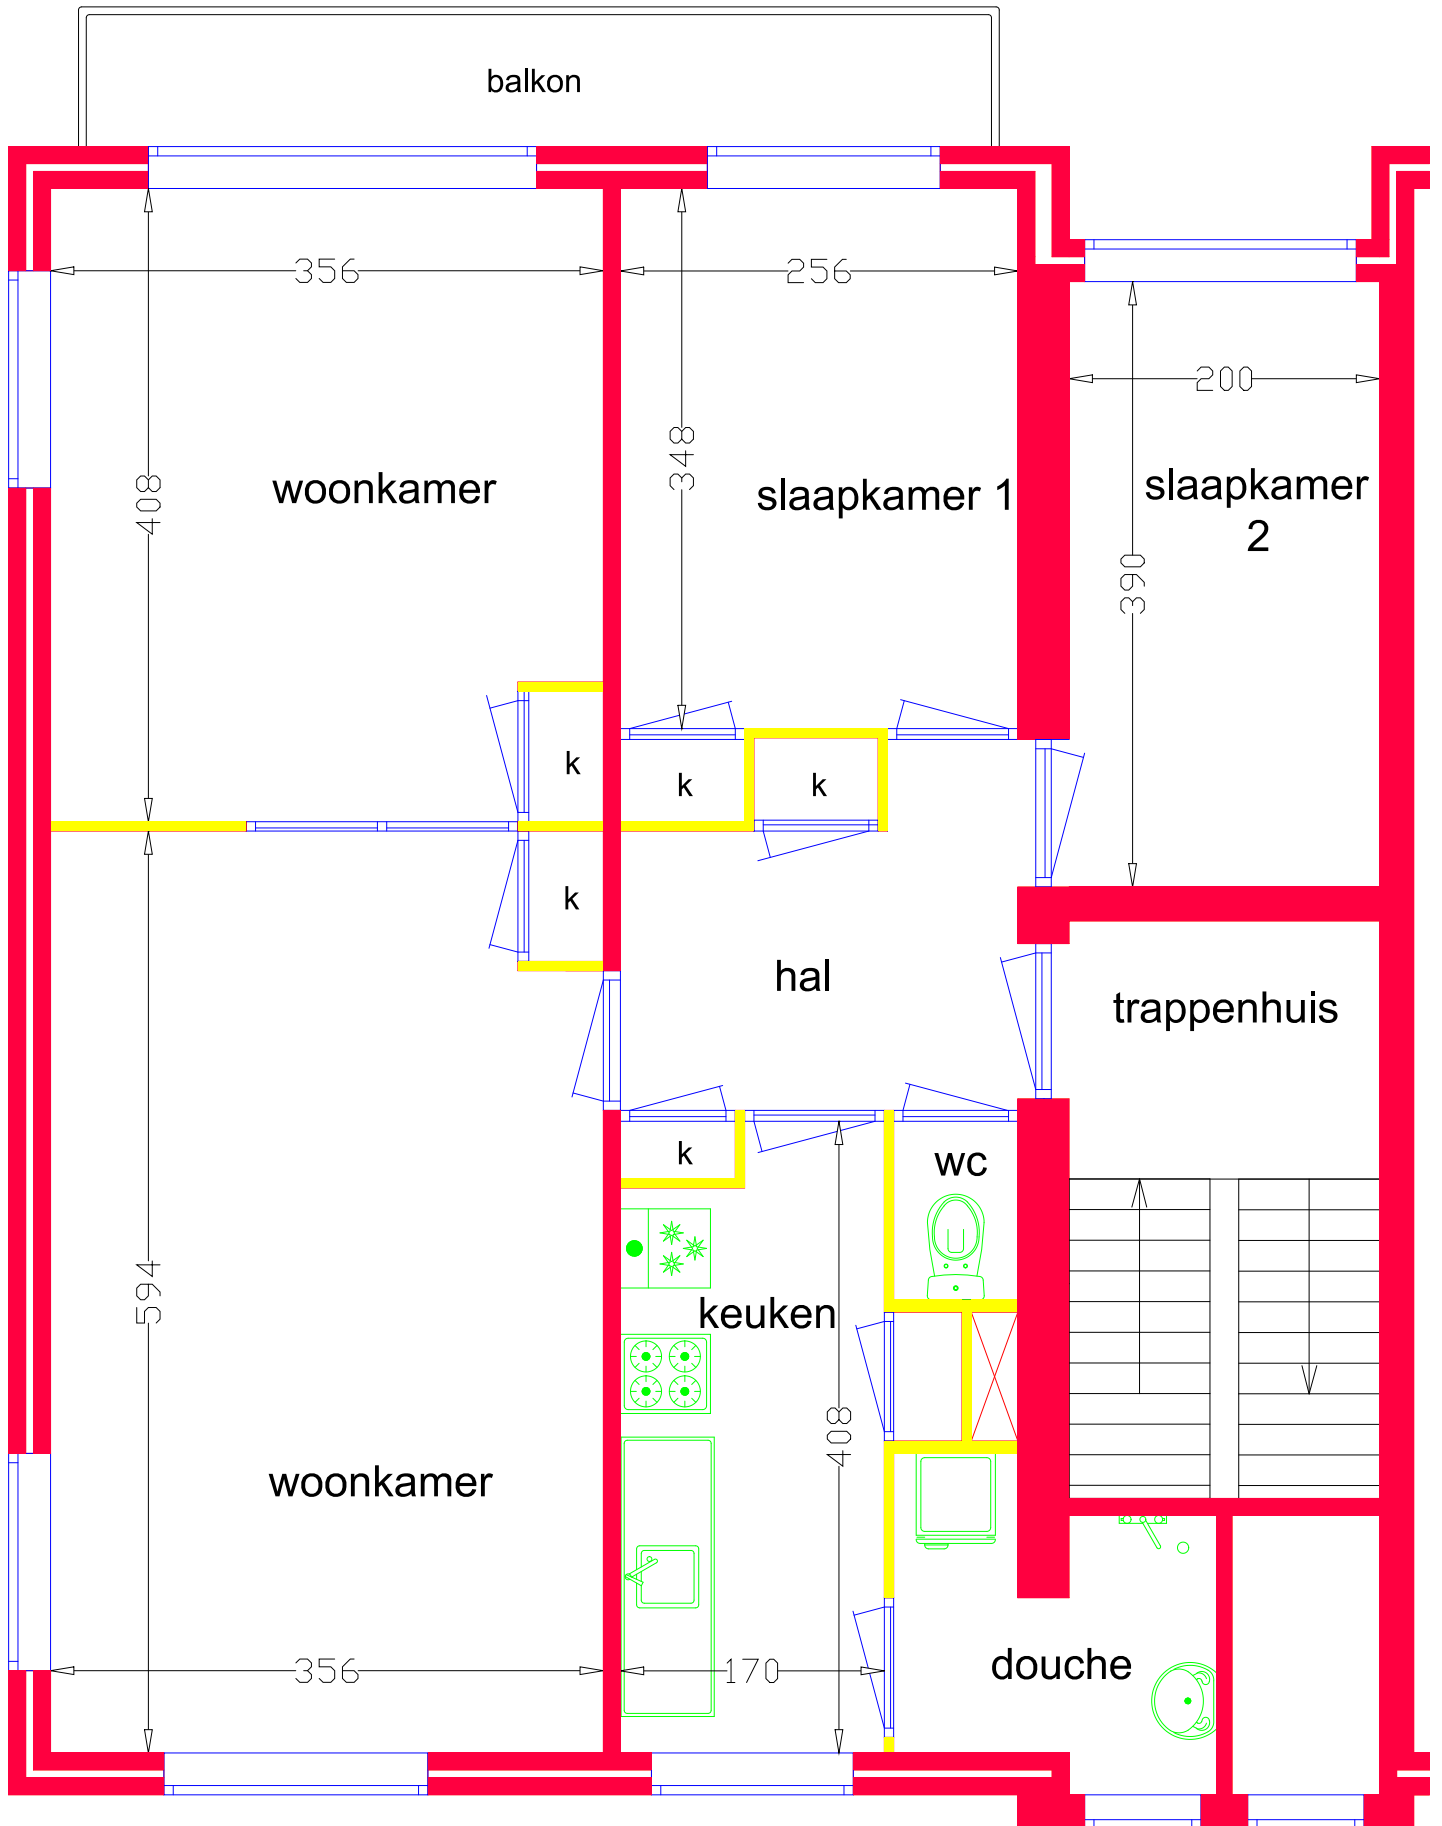 balkon
356
256
200
348
408
woonkamer
slaapkamer 1
slaapkamer
2
390
k
k
k
k
hal
trappenhuis
k
wc
594
keuken
408
woonkamer
356
170
douche